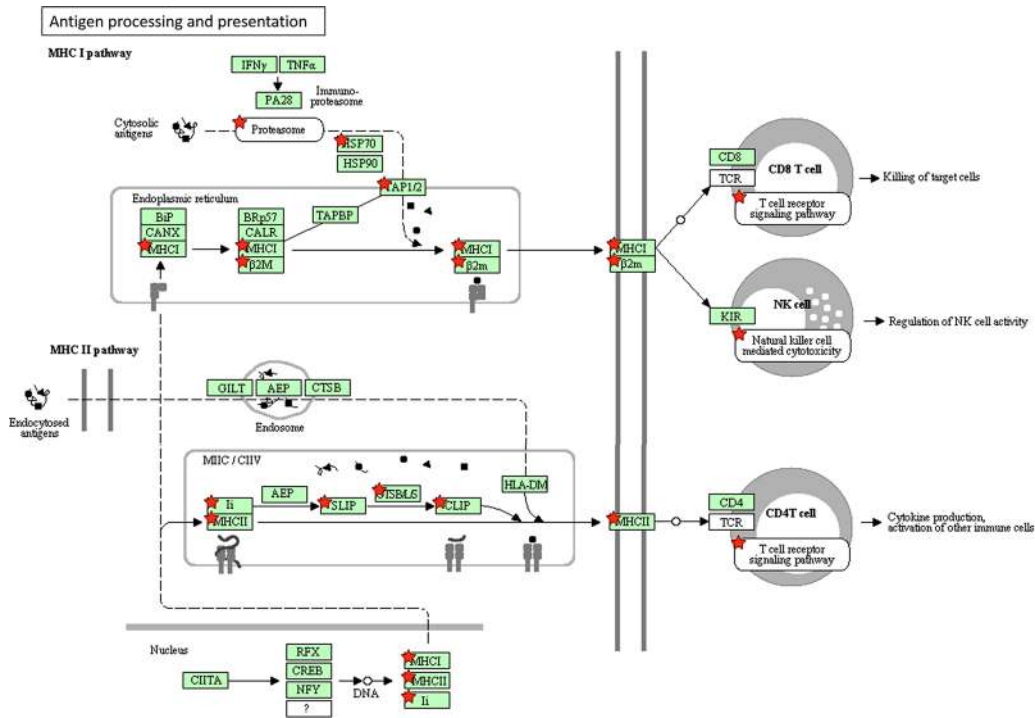 Antigen processing and presentation
MHC I pathway
IFNγ
TNFα
PA28
Immuno-
proteasome
Cytosolic
antigens
Proteasome
HSP70
HSP90
TAP1/2
Endoplasmic reticulum
BiP
CANX
MHCI
BRp57
CALR
MHCI
β2M
TAPBP
MHCI
β2m
MHCI
β2m
CD8
TCR
CD8 T cell
T cell receptor
signaling pathway
Killing of target cells
KIR
NK cell
Natural killer cell
mediated cytotoxicity
Regulation of NK cell activity
MHC II pathway
Endocytosed
antigens
GILT
AEP
CTSB
Endosome
MIIC / CIIV
Ii
MHCII
AEP
SLIP
CTSB/L/S
CLIP
HLA-DM
MHCII
CD4
TCR
CD4T cell
T cell receptor
signaling pathway
Cytokine production,
activation of other immune cells
Nucleus
CIITA
RFX
CREB
NFY
?
DNA
MHCI
MHCII
Ii